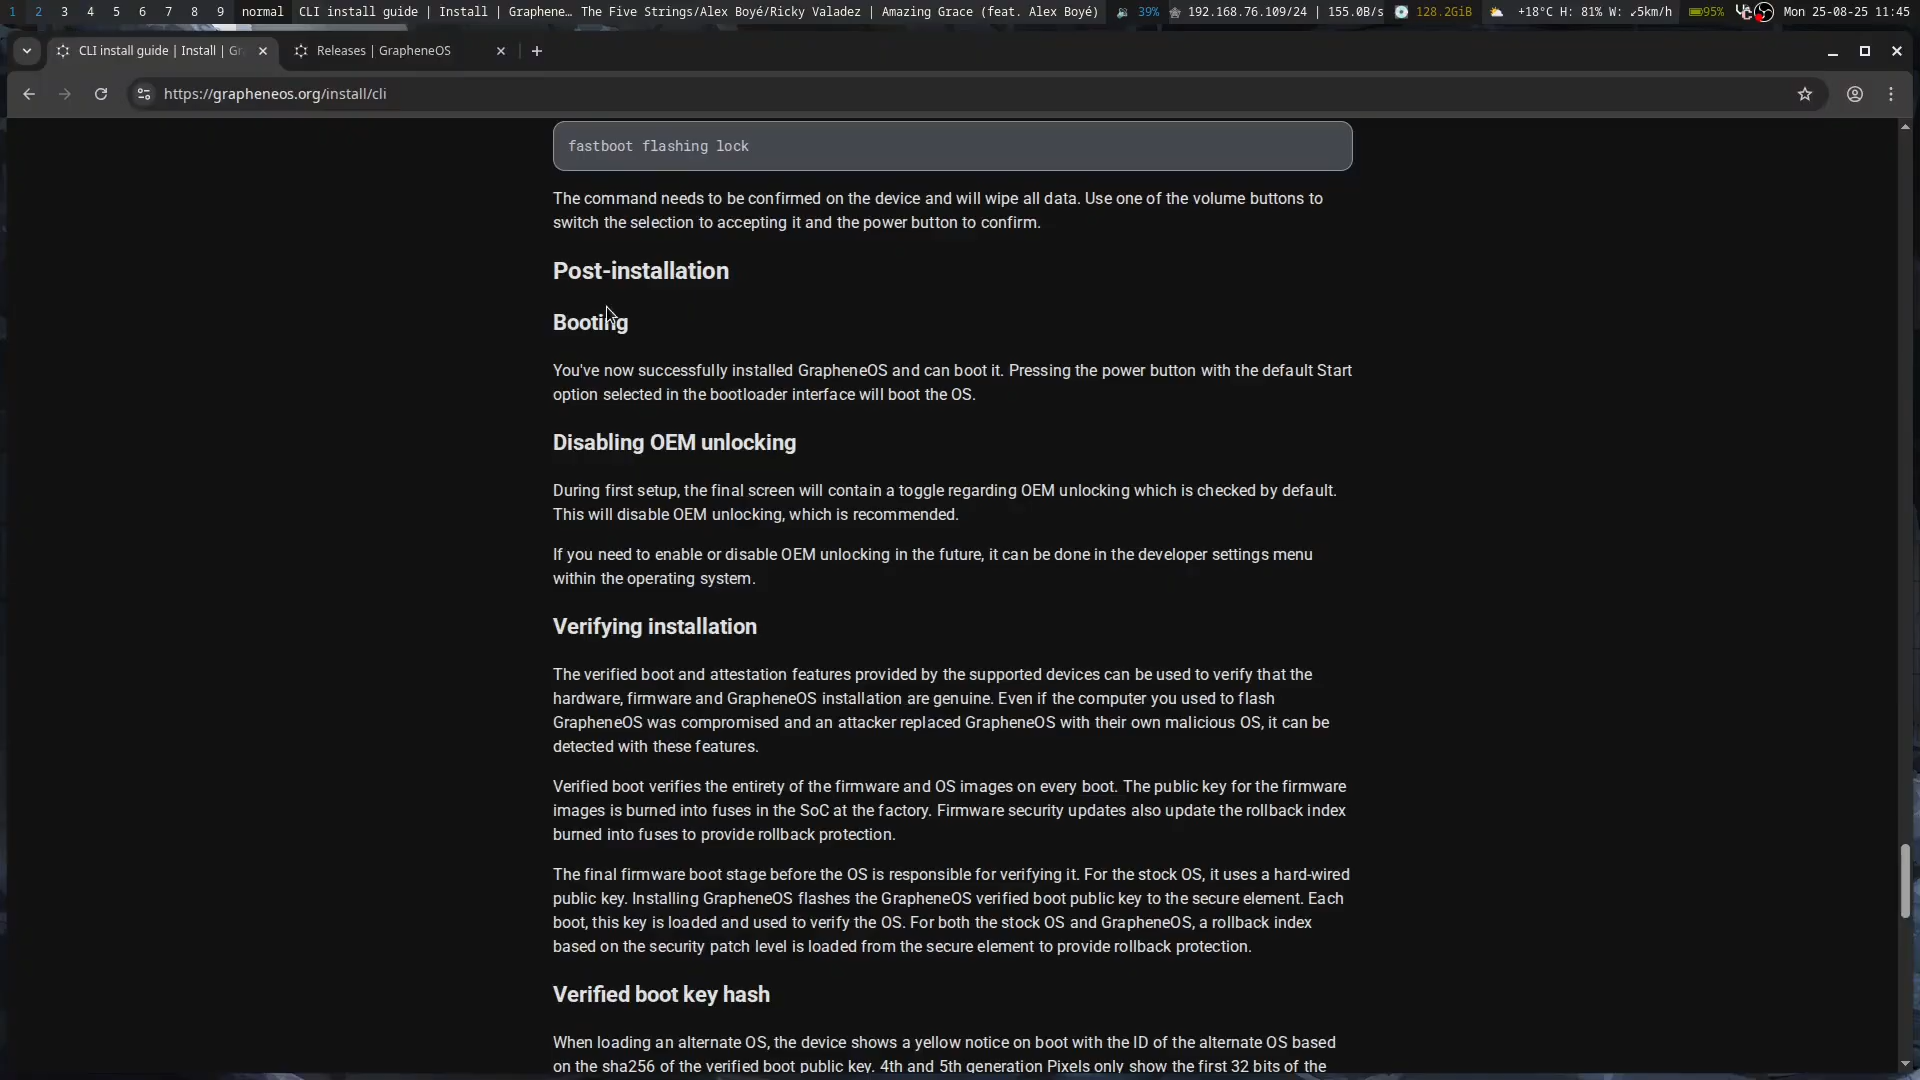 1 2 3 4 5 6 7 8 9 normal CLI install guide | Install | Graphene… The Five Strings/Alex Boyé/Ricky Valadez | Amazing Grace (feat. Alex Boyé) 39% 192.168.76.109/24 | 155.0B/s 128.2GiB +18°C H: 81% W: ↙5km/h 95% Mon 25-08-25 11:45
CLI install guide | Install | Gr
Releases | GrapheneOS
https://grapheneos.org/install/cli
fastboot flashing lock
The command needs to be confirmed on the device and will wipe all data. Use one of the volume buttons to
switch the selection to accepting it and the power button to confirm.
Post-installation
Booting
You've now successfully installed GrapheneOS and can boot it. Pressing the power button with the default Start
option selected in the bootloader interface will boot the OS.
Disabling OEM unlocking
During first setup, the final screen will contain a toggle regarding OEM unlocking which is checked by default.
This will disable OEM unlocking, which is recommended.
If you need to enable or disable OEM unlocking in the future, it can be done in the developer settings menu
within the operating system.
Verifying installation
The verified boot and attestation features provided by the supported devices can be used to verify that the
hardware, firmware and GrapheneOS installation are genuine. Even if the computer you used to flash
GrapheneOS was compromised and an attacker replaced GrapheneOS with their own malicious OS, it can be
detected with these features.
Verified boot verifies the entirety of the firmware and OS images on every boot. The public key for the firmware
images is burned into fuses in the SoC at the factory. Firmware security updates also update the rollback index
burned into fuses to provide rollback protection.
The final firmware boot stage before the OS is responsible for verifying it. For the stock OS, it uses a hard-wired
public key. Installing GrapheneOS flashes the GrapheneOS verified boot public key to the secure element. Each
boot, this key is loaded and used to verify the OS. For both the stock OS and GrapheneOS, a rollback index
based on the security patch level is loaded from the secure element to provide rollback protection.
Verified boot key hash
When loading an alternate OS, the device shows a yellow notice on boot with the ID of the alternate OS based
on the sha256 of the verified boot public key. 4th and 5th generation Pixels only show the first 32 bits of the